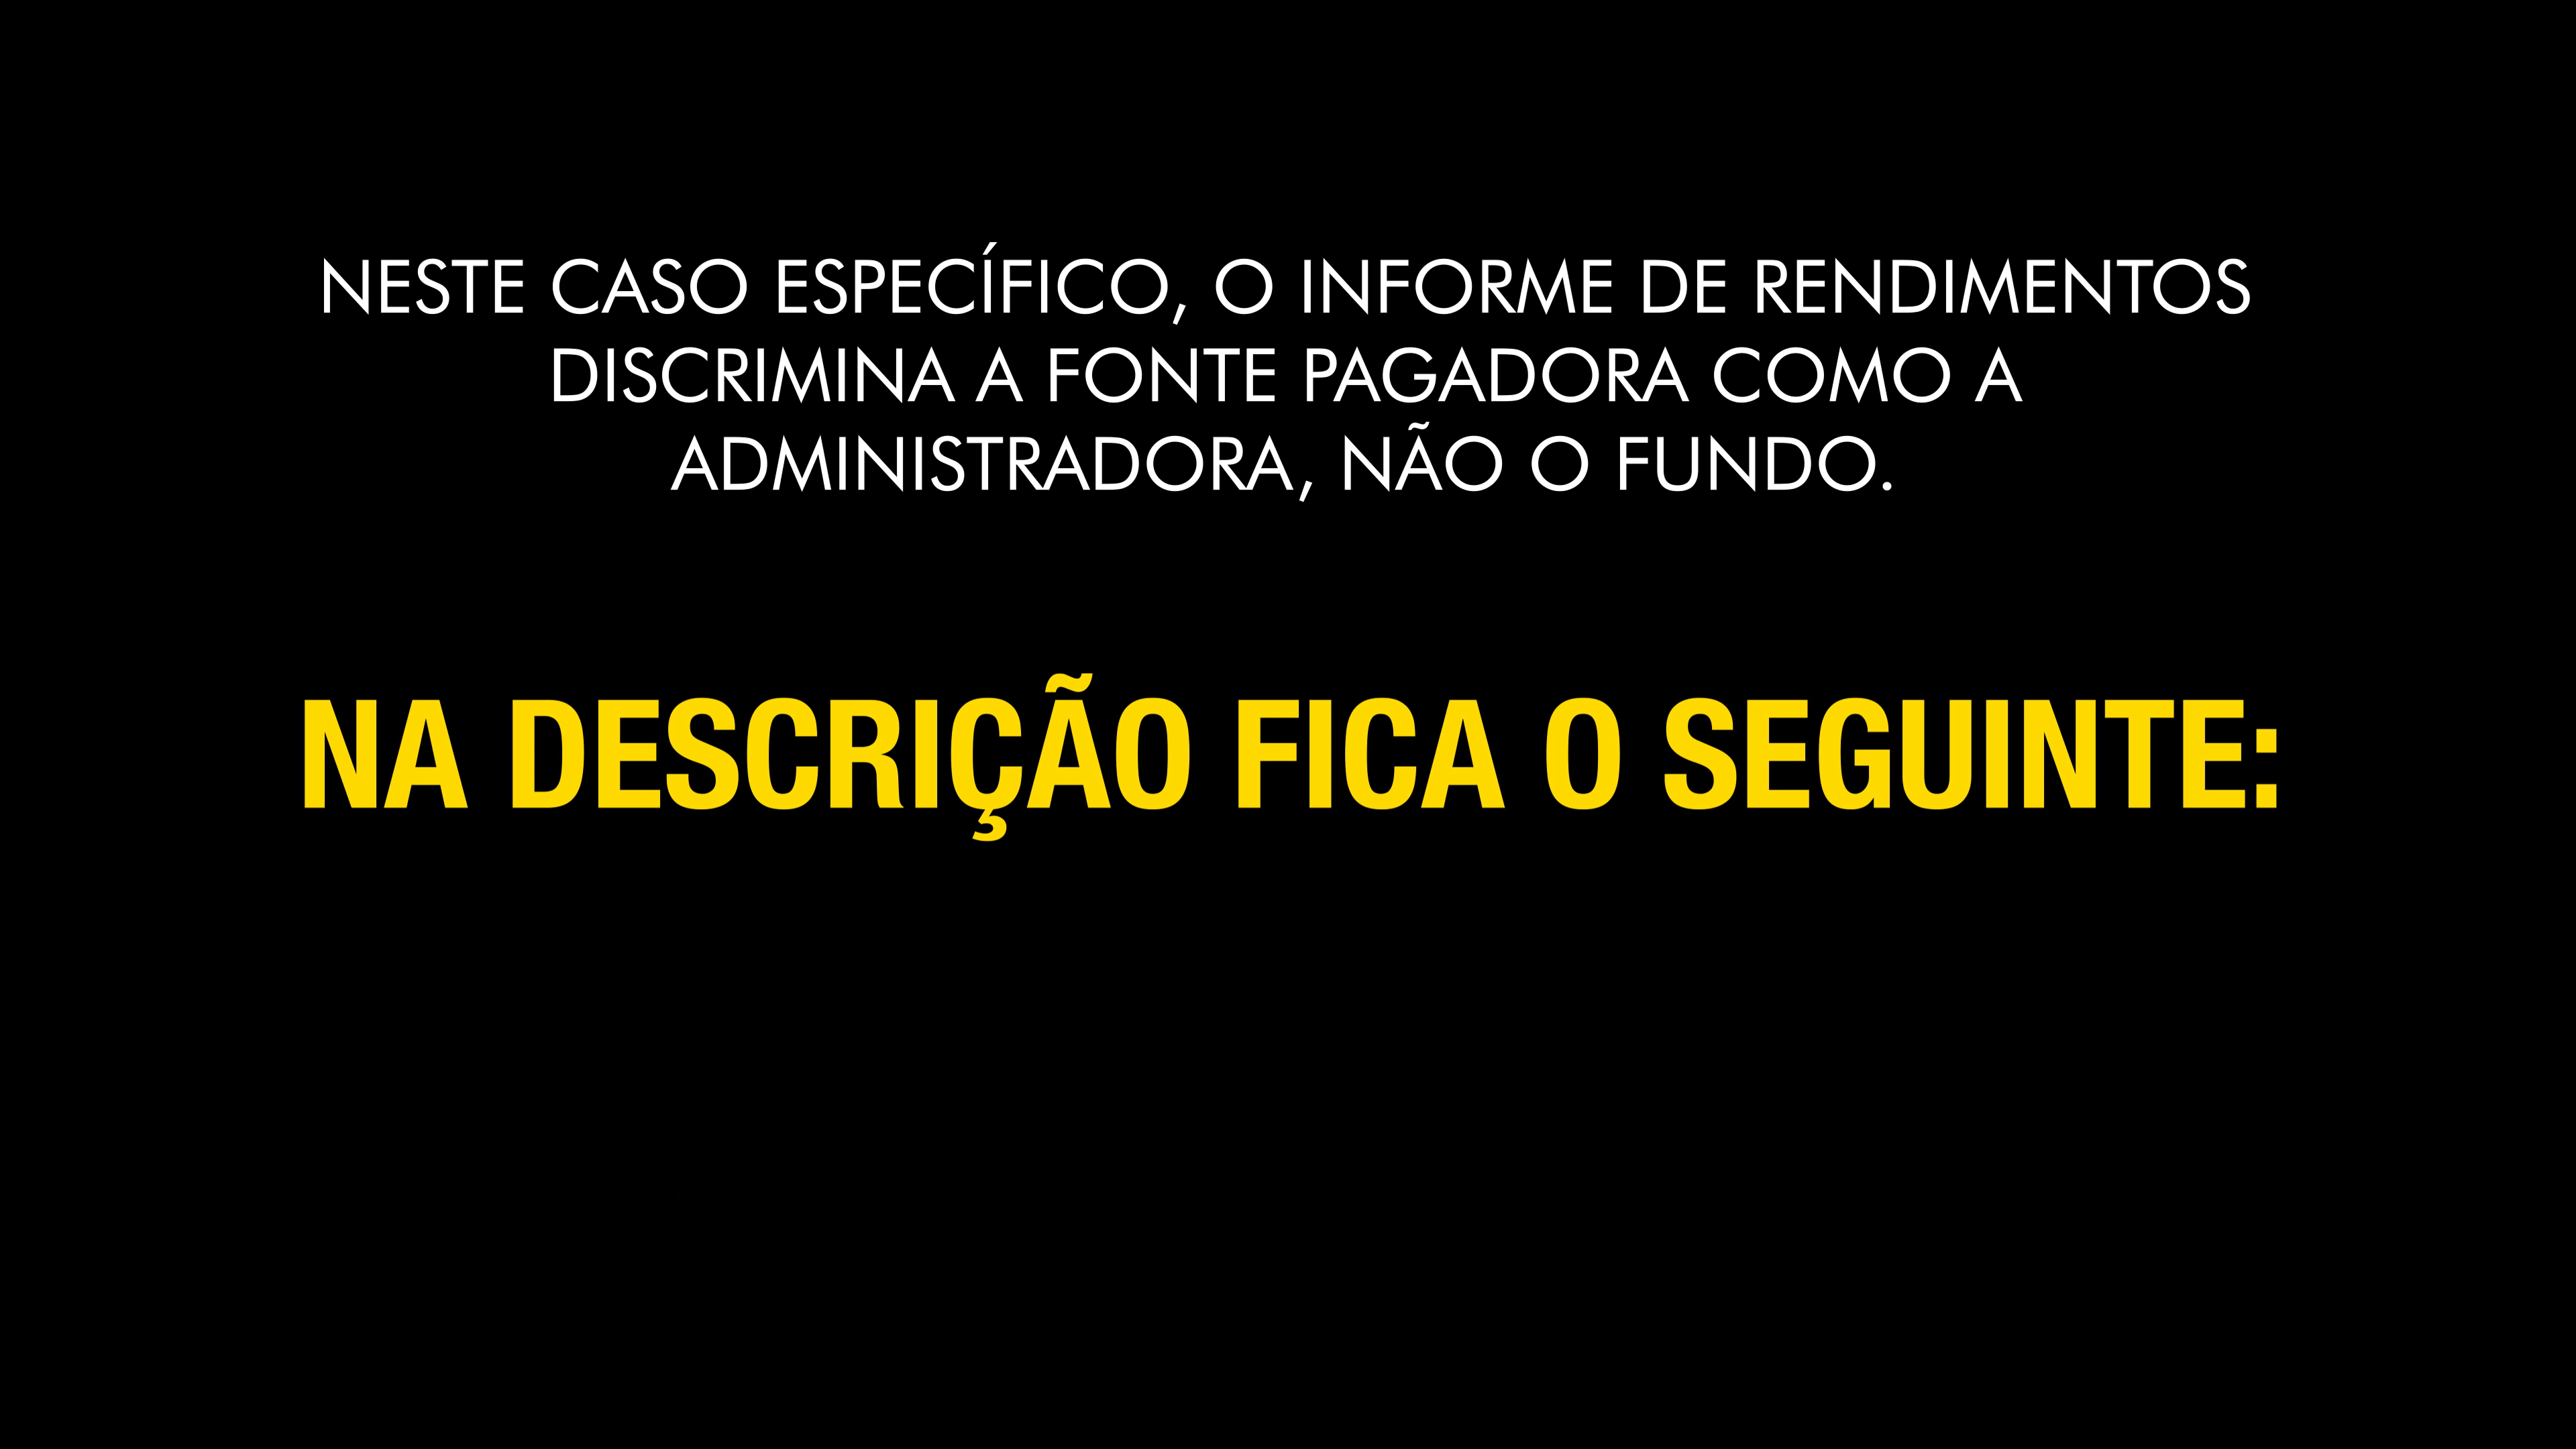 NESTE CASO ESPECÍFICO, O INFORME DE RENDIMENTOS
DISCRIMINA A FONTE PAGADORA COMO A
ADMINISTRADORA, NÃO O FUNDO.
NA DESCRIÇÃO FICA O SEGUINTE: